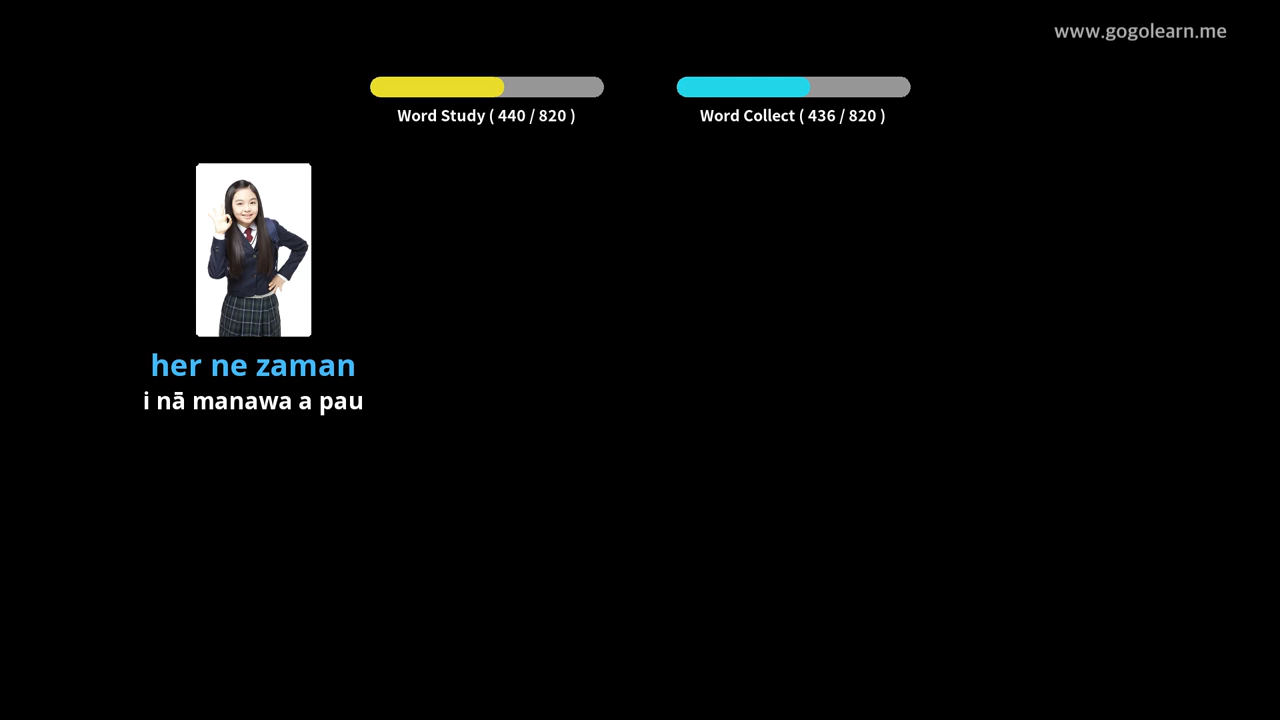 www.gogolearn.me
Word Study ( 440 / 820 )
Word Collect ( 436 / 820 )
her ne zaman
i nā manawa a pau